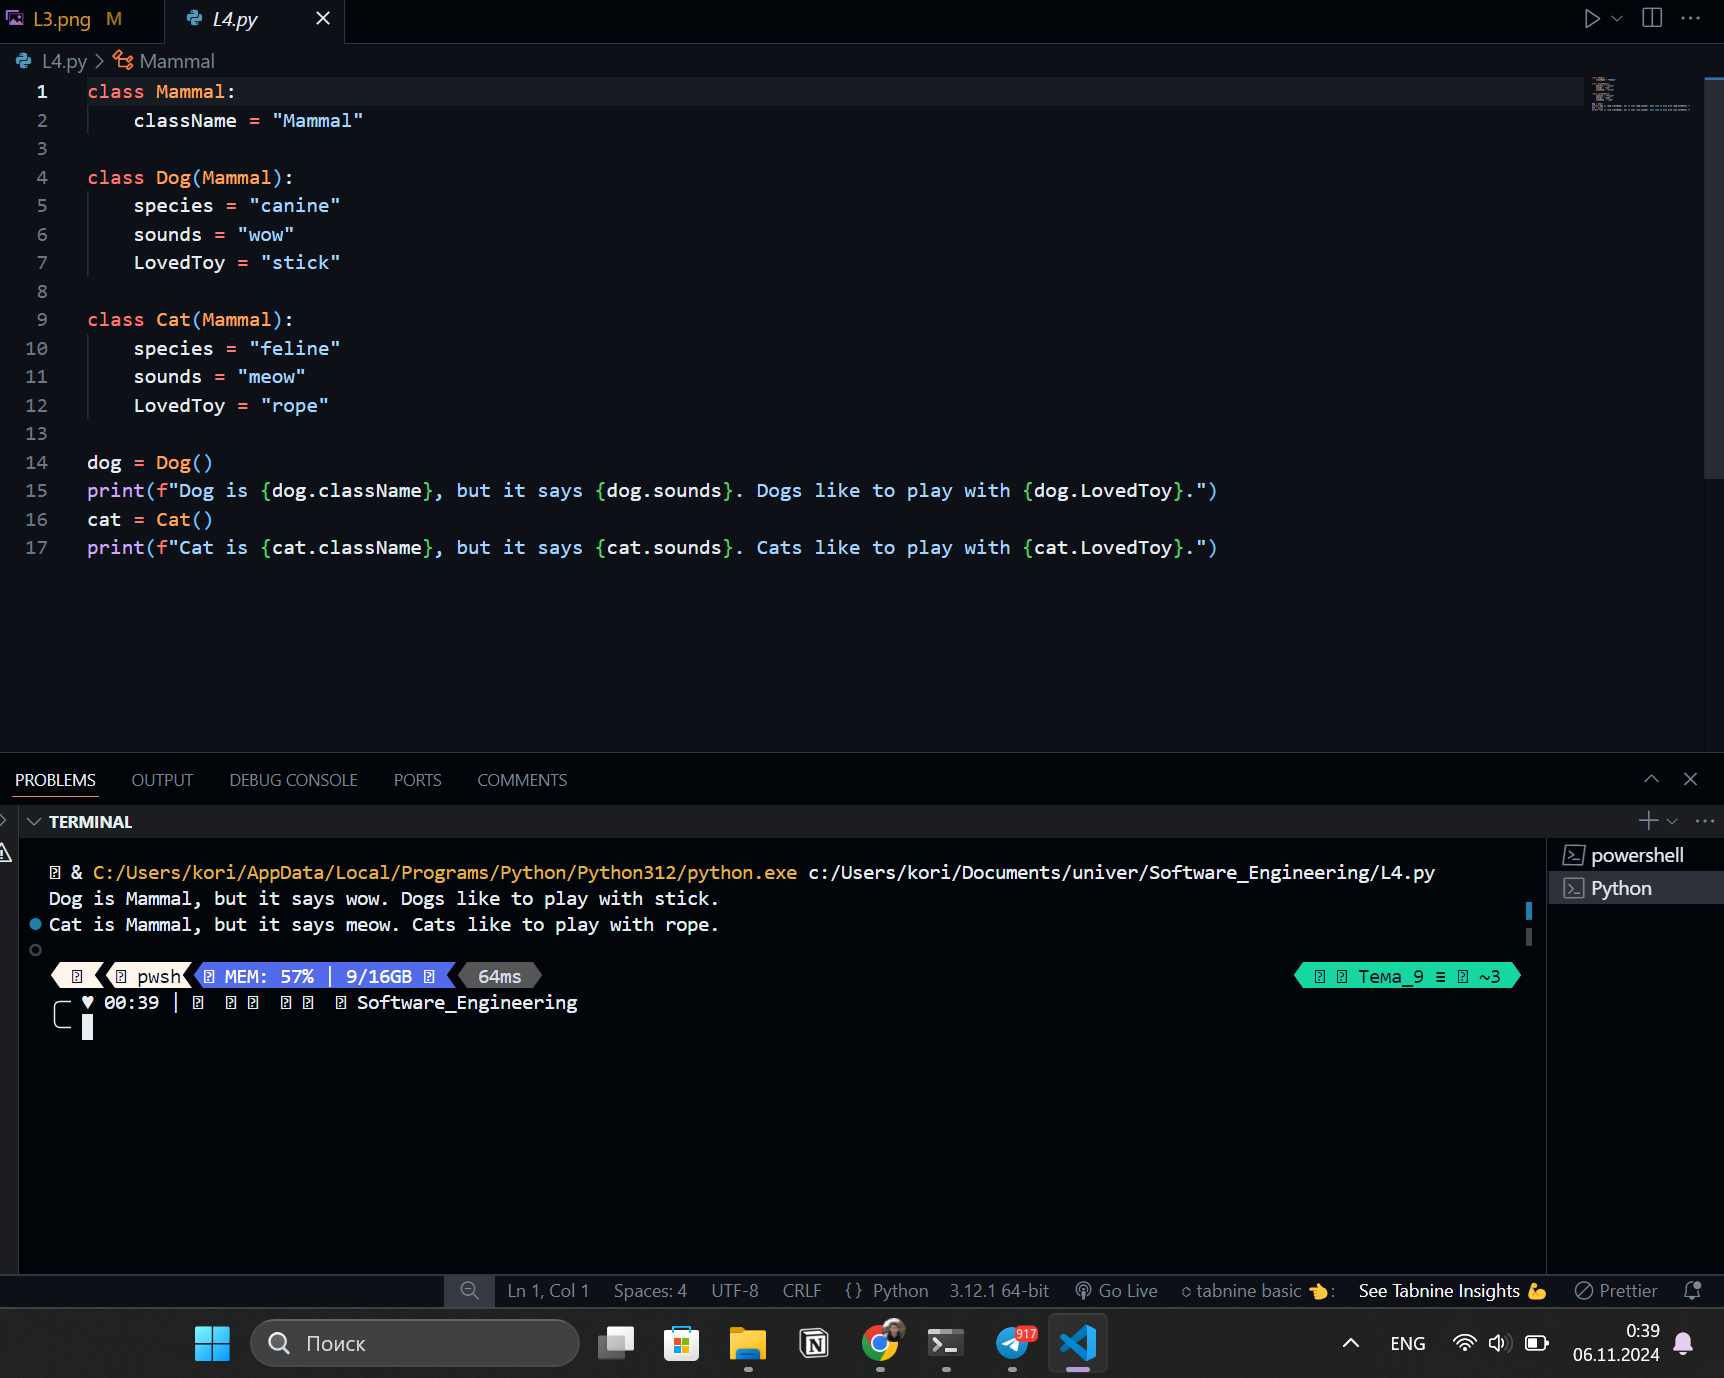 L3.png M L4.py
L4.py > Mammal
1 class Mammal:
2     className = "Mammal"
3
4 class Dog(Mammal):
5     species = "canine"
6     sounds = "wow"
7     LovedToy = "stick"
8
9 class Cat(Mammal):
10     species = "feline"
11     sounds = "meow"
12     LovedToy = "rope"
13
14 dog = Dog()
15 print(f"Dog is {dog.className}, but it says {dog.sounds}. Dogs like to play with {dog.LovedToy}.")
16 cat = Cat()
17 print(f"Cat is {cat.className}, but it says {cat.sounds}. Cats like to play with {cat.LovedToy}.")
PROBLEMS OUTPUT DEBUG CONSOLE PORTS COMMENTS
TERMINAL
& C:/Users/kori/AppData/Local/Programs/Python/Python312/python.exe c:/Users/kori/Documents/univer/Software_Engineering/L4.py
Dog is Mammal, but it says wow. Dogs like to play with stick.
Cat is Mammal, but it says meow. Cats like to play with rope.
pwsh MEM: 57% | 9/16GB 64ms Тема_9 ≡ ~3
♥ 00:39 | Software_Engineering
powershell
Python
Ln 1, Col 1 Spaces: 4 UTF-8 CRLF {} Python 3.12.1 64-bit Go Live tabnine basic 👈: See Tabnine Insights 💪 Prettier
Поиск 917 ENG 0:39
06.11.2024